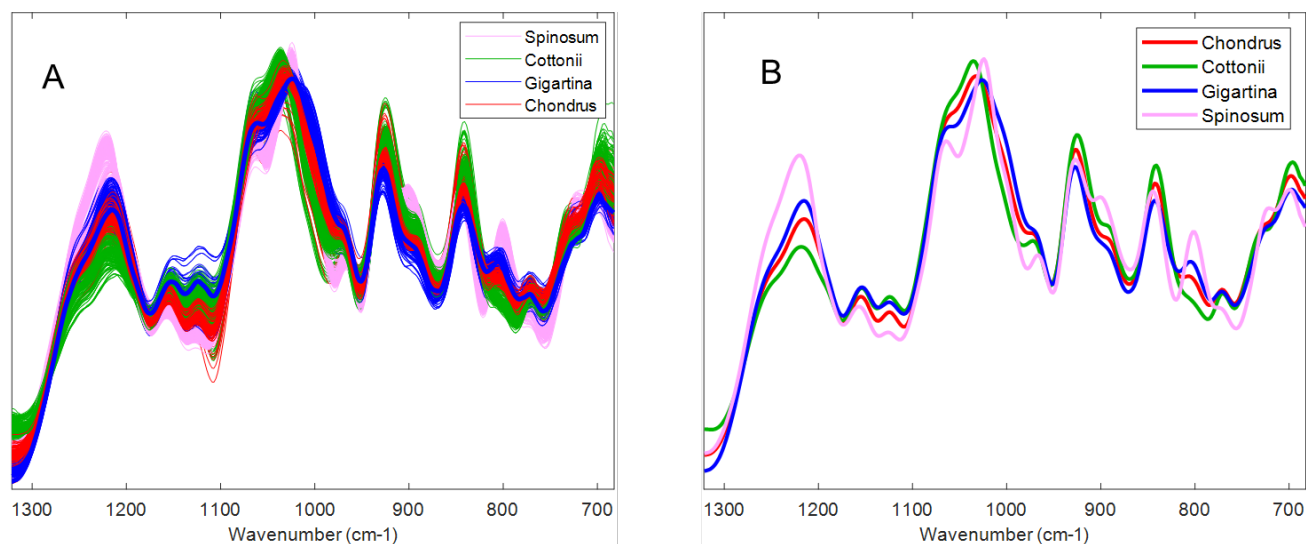 A
Spinosum
Cottonii
Gigartina
Chondrus
1300 1200 1100 1000 900 800 700
Wavenumber (cm-1)
B
Chondrus
Cottonii
Gigartina
Spinosum
1300 1200 1100 1000 900 800 700
Wavenumber (cm-1)